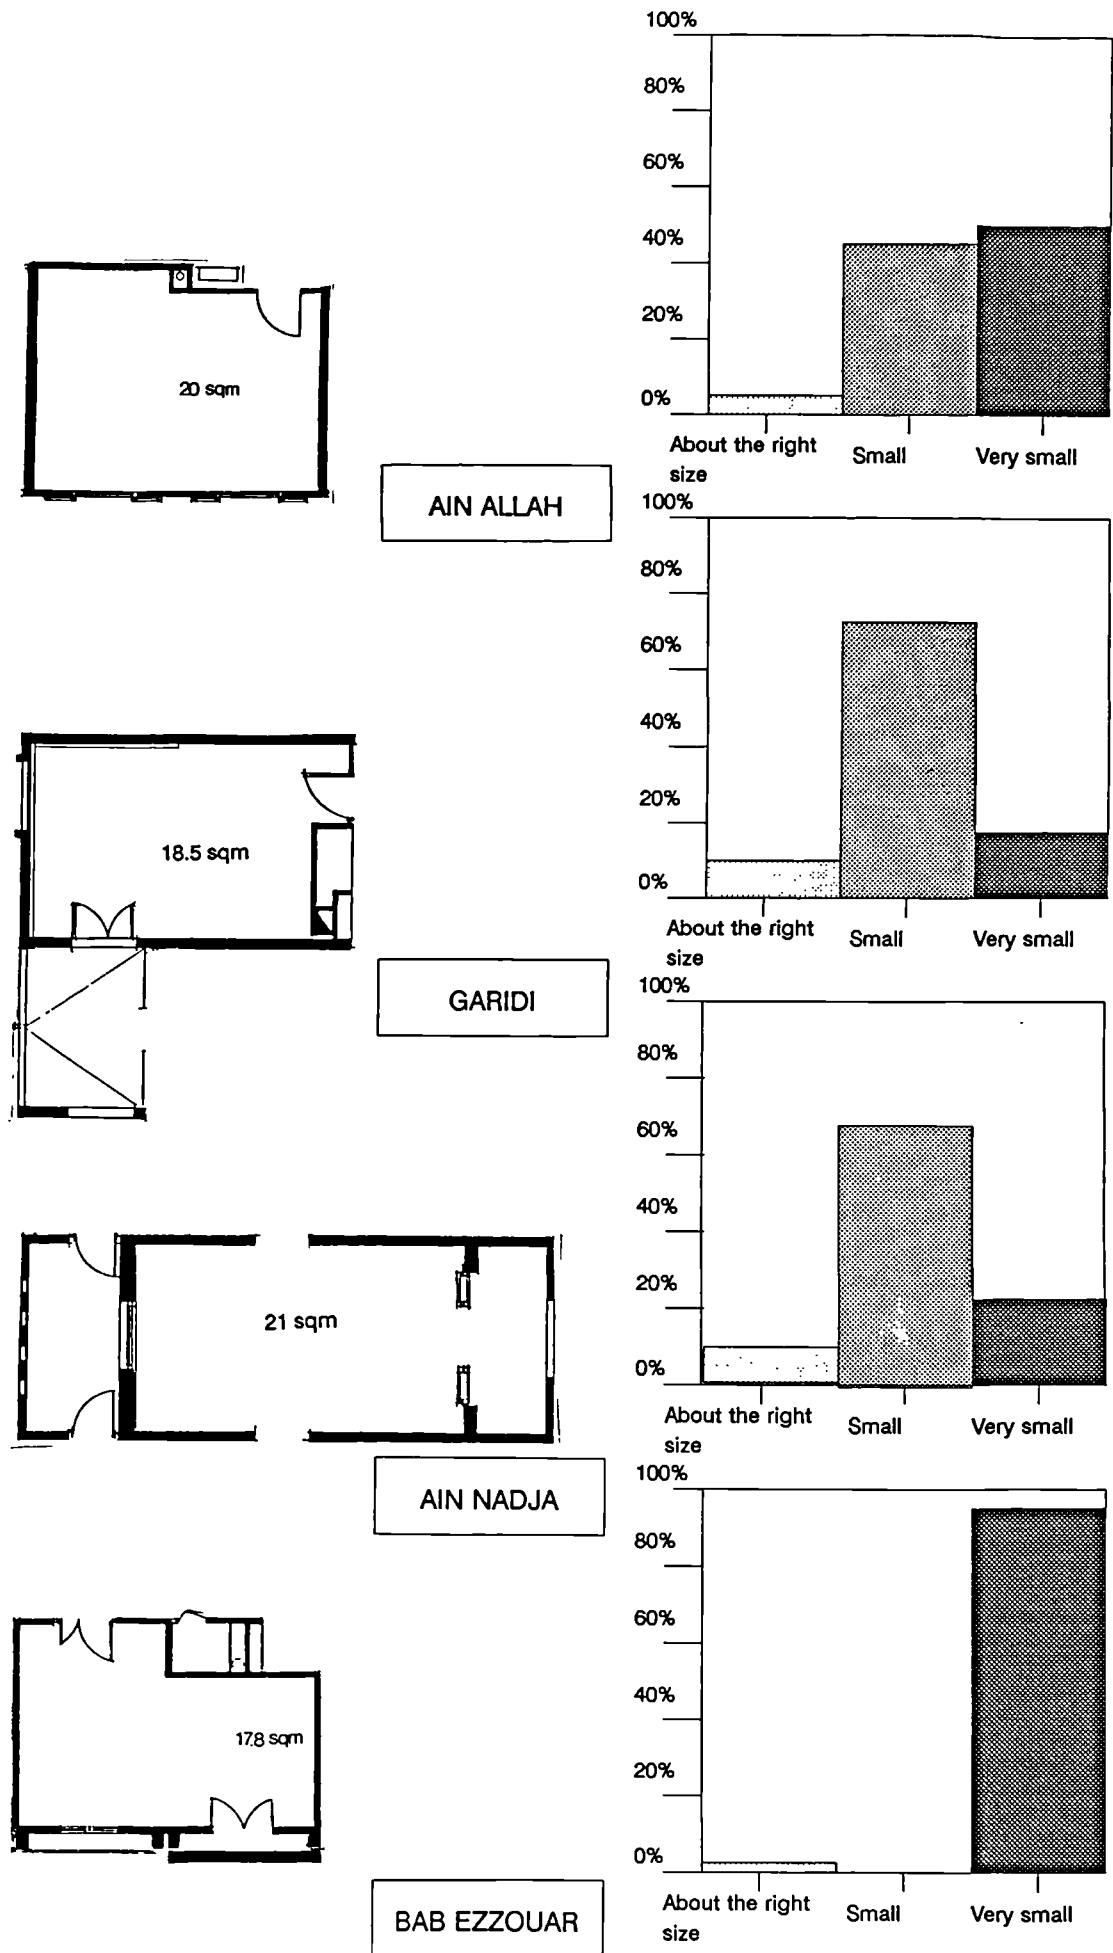 100%
80%
60%
40%
20%
0%
About the right
size
Small
Very small
20 sqm
AIN ALLAH
100%
80%
60%
40%
20%
0%
About the right
size
Small
Very small
18.5 sqm
GARIDI
100%
80%
60%
40%
20%
0%
About the right
size
Small
Very small
21 sqm
AIN NADJA
100%
80%
60%
40%
20%
0%
About the right
size
Small
Very small
17.8 sqm
BAB EZZOUAR